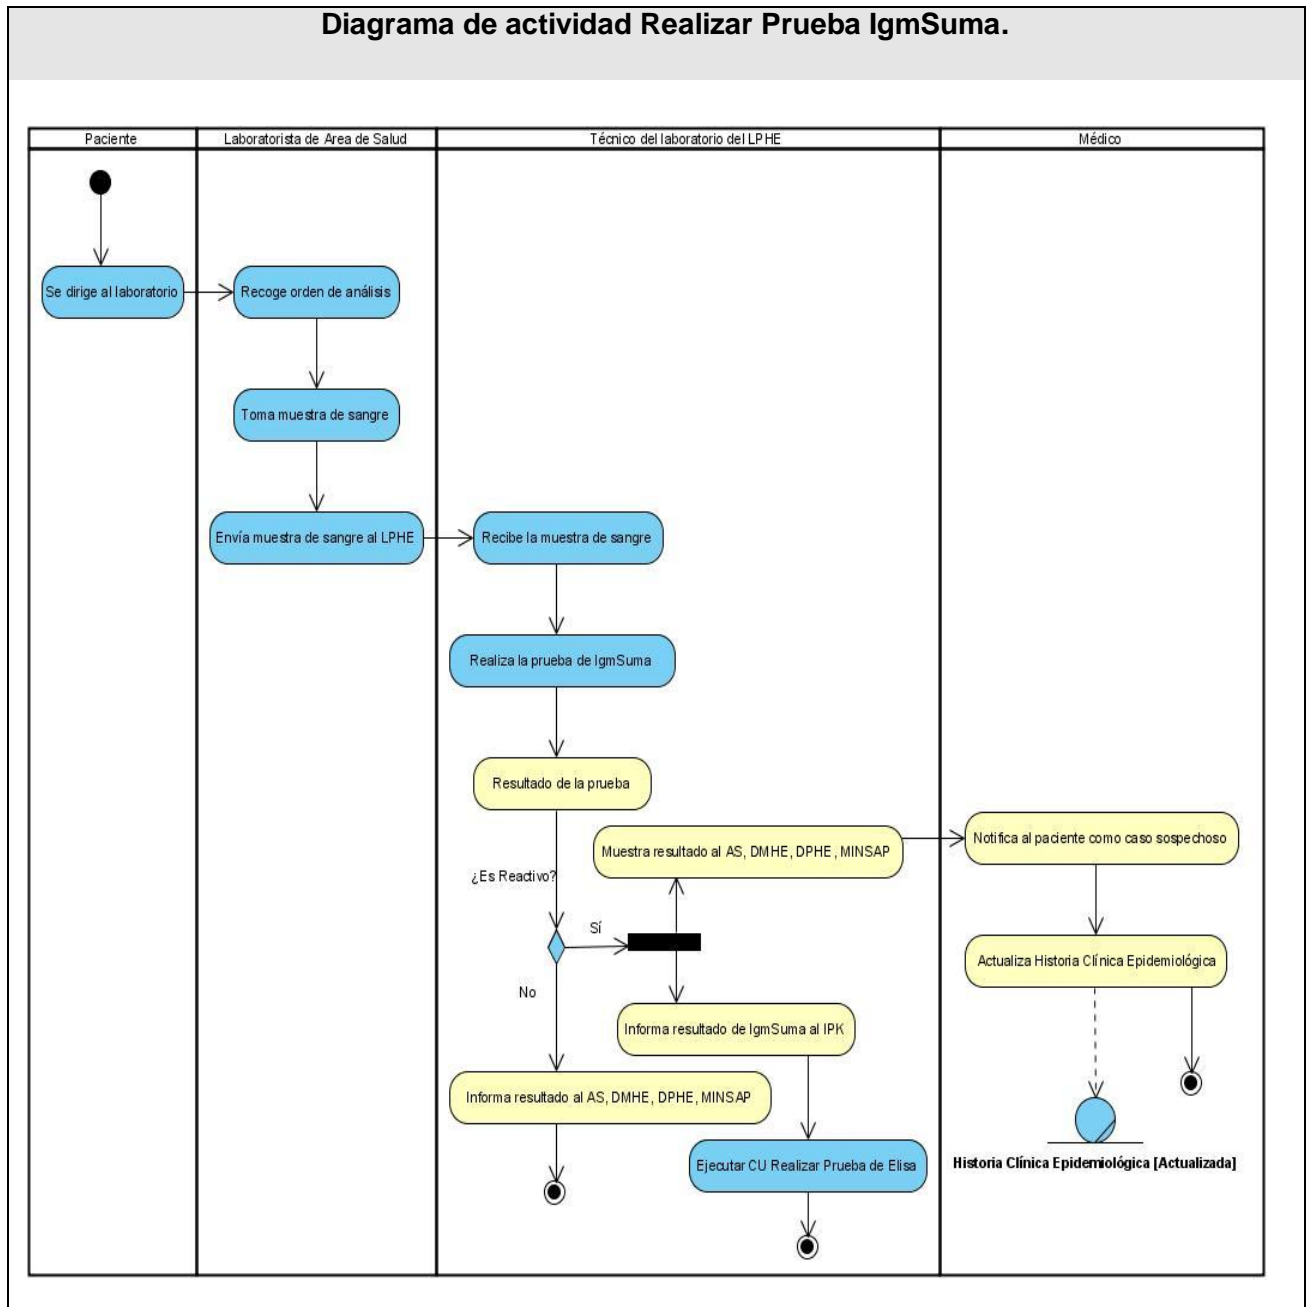 Diagrama de actividad Realizar Prueba IgmSuma.
Paciente
Laboratorista de Area de Salud
Técnico del laboratorio del LPHE
Médico
Se dirige al laboratorio
Recoge orden de análisis
Toma muestra de sangre
Envía muestra de sangre al LPHE
Recibe la muestra de sangre
Realiza la prueba de IgmSuma
Resultado de la prueba
Muestra resultado al AS, DMHE, DPHE, MINSAP
Notifica al paciente como caso sospechoso
¿Es Reactivo?
Sí
No
Actualiza Historia Clínica Epidemiológica
Informa resultado de IgmSuma al IPK
Informa resultado al AS, DMHE, DPHE, MINSAP
Ejecutar CU Realizar Prueba de Elisa
Historia Clínica Epidemiológica [Actualizada]